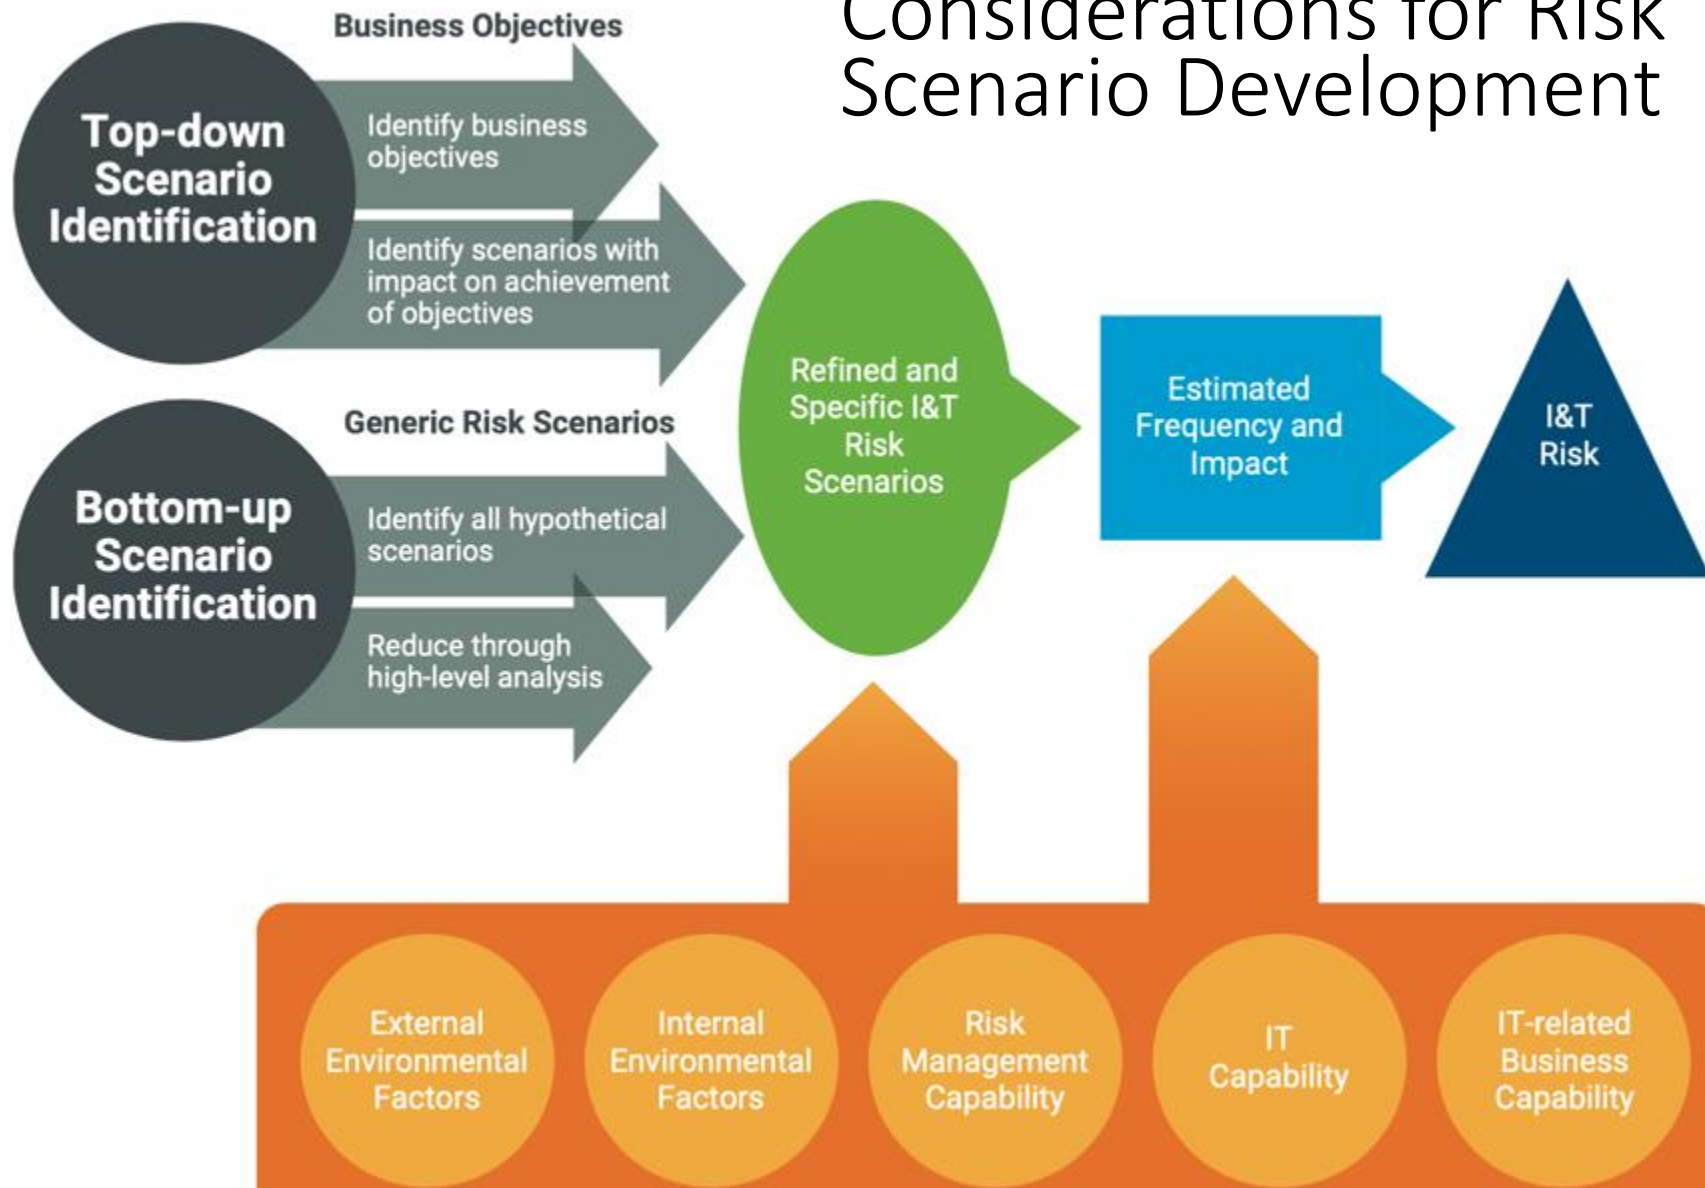 Considerations for Risk
Scenario Development
Business Objectives
Top-down
Scenario
Identification
Identify business
objectives
Identify scenarios with
impact on achievement
of objectives
Generic Risk Scenarios
Bottom-up
Scenario
Identification
Identify all hypothetical
scenarios
Reduce through
high-level analysis
Refined and
Specific I&T
Risk
Scenarios
Estimated
Frequency and
Impact
I&T
Risk
External
Environmental
Factors
Internal
Environmental
Factors
Risk
Management
Capability
IT
Capability
IT-related
Business
Capability